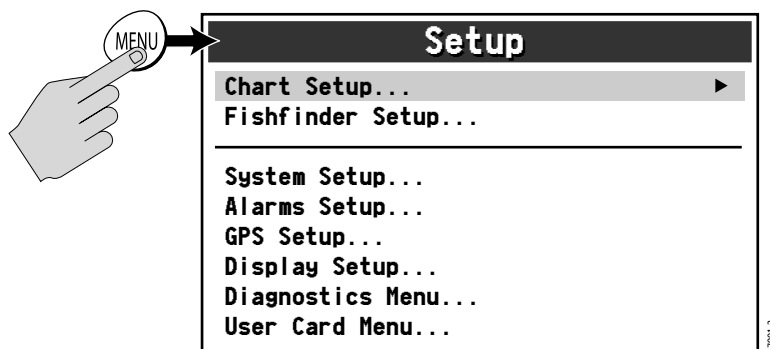 MENU
Setup
Chart Setup...
Fishfinder Setup...
System Setup...
Alarms Setup...
GPS Setup...
Display Setup...
Diagnostics Menu...
User Card Menu...